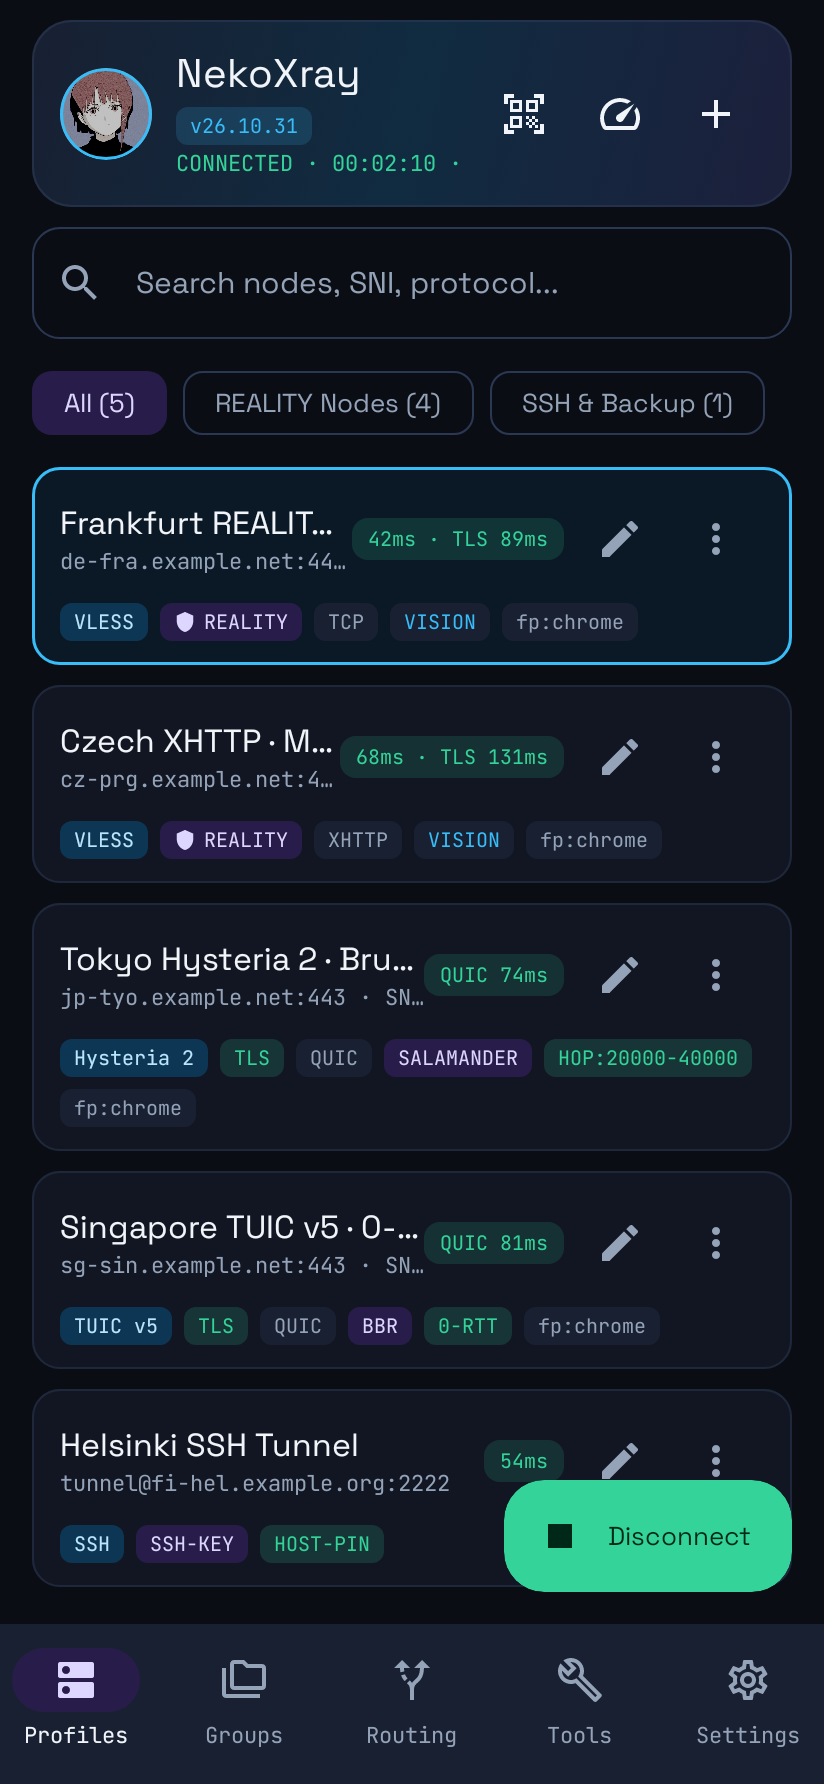 NekoXray
v26.10.31
CONNECTED · 00:02:10 ·
Search nodes, SNI, protocol...
All (5)
REALITY Nodes (4)
SSH & Backup (1)
Frankfurt REALIT...
42ms · TLS 89ms
de-fra.example.net:44…
VLESS
REALITY
TCP
VISION
fp:chrome
Czech XHTTP · M...
68ms · TLS 131ms
cz-prg.example.net:4…
VLESS
REALITY
XHTTP
VISION
fp:chrome
Tokyo Hysteria 2 · Bru...
QUIC 74ms
jp-tyo.example.net:443 · SN…
Hysteria 2
TLS
QUIC
SALAMANDER
HOP:20000-40000
fp:chrome
Singapore TUIC v5 · 0-...
QUIC 81ms
sg-sin.example.net:443 · SN…
TUIC v5
TLS
QUIC
BBR
0-RTT
fp:chrome
Helsinki SSH Tunnel
54ms
tunnel@fi-hel.example.org:2222
SSH
SSH-KEY
HOST-PIN
Disconnect
Profiles
Groups
Routing
Tools
Settings